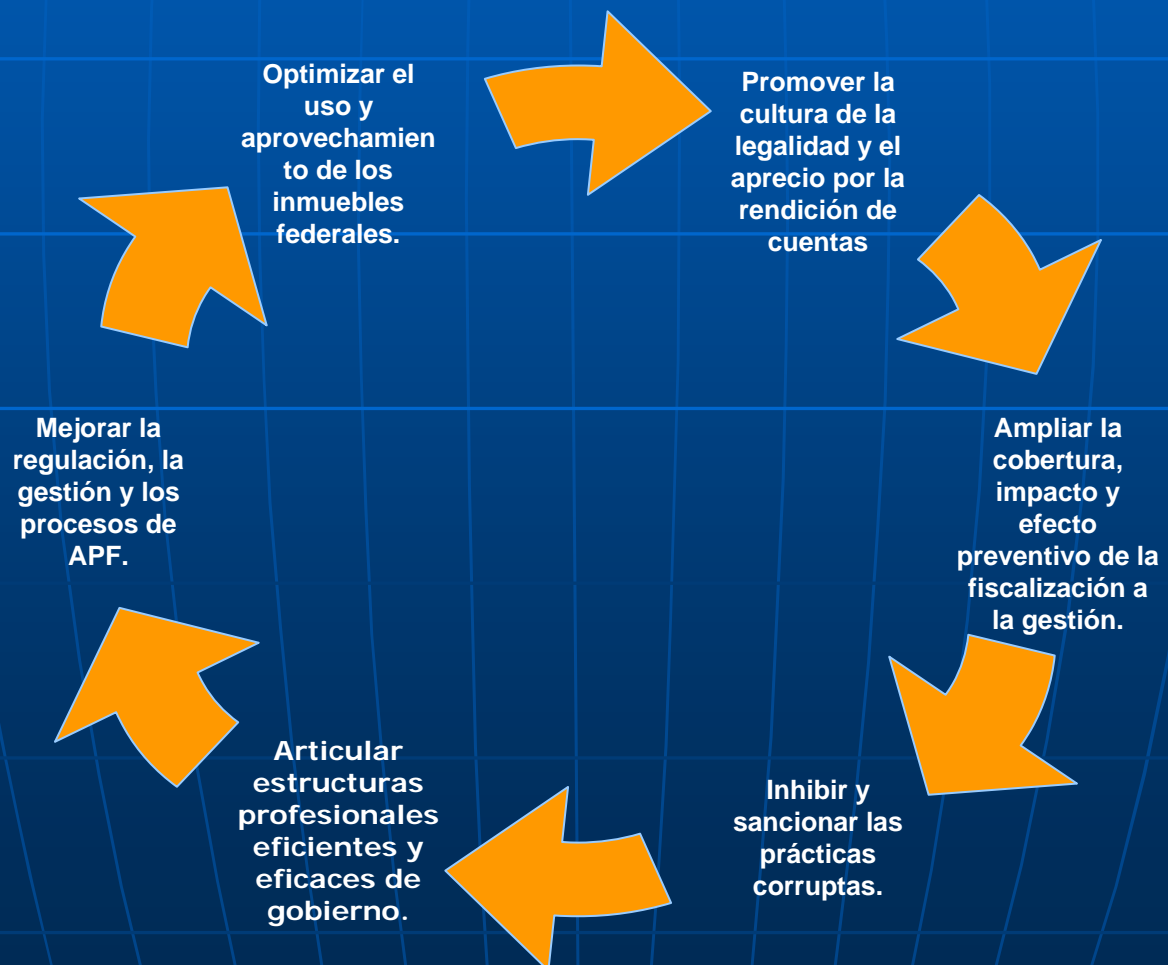 Optimizar el
uso y
aprovechamien
to de los
inmuebles
federales.
Promover la
cultura de la
legalidad y el
aprecio por la
rendición de
cuentas
Ampliar la
cobertura,
impacto y
efecto
preventivo de la
fiscalización a
la gestión.
Inhibir y
sancionar las
prácticas
corruptas.
Articular
estructuras
profesionales
eficientes y
eficaces de
gobierno.
Mejorar la
regulación, la
gestión y los
procesos de
APF.